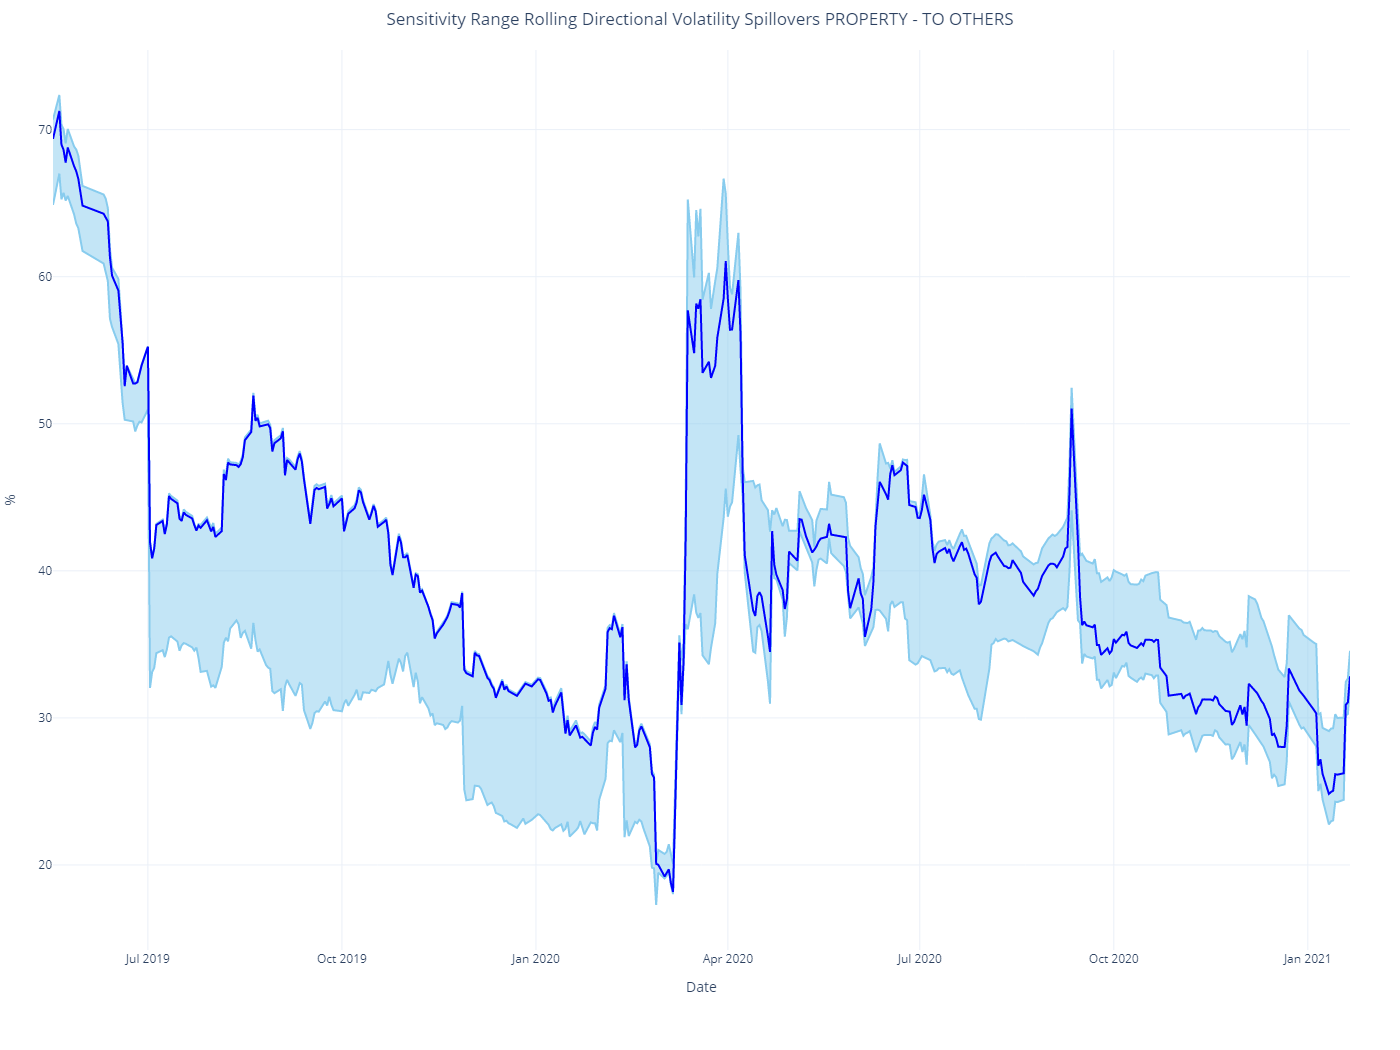 Sensitivity Range Rolling Directional Volatility Spillovers PROPERTY - TO OTHERS
70
60
50
40
30
20
%
Jul 2019
Oct 2019
Jan 2020
Apr 2020
Jul 2020
Oct 2020
Jan 2021
Date